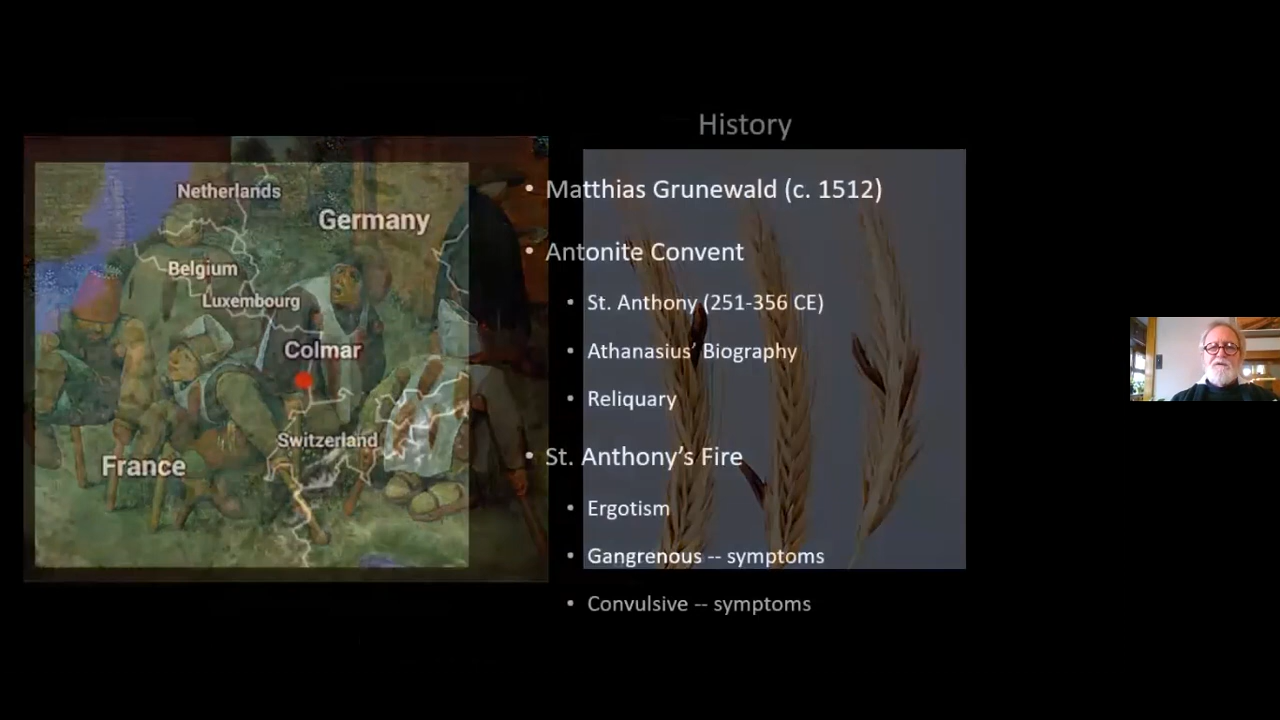 History
Netherlands
Germany
Belgium
Luxembourg
Colmar
Switzerland
France
• Matthias Grunewald (c. 1512)
• Antonite Convent
• St. Anthony (251-356 CE)
• Athanasius’ Biography
• Reliquary
• St. Anthony’s Fire
• Ergotism
• Gangrenous -- symptoms
• Convulsive -- symptoms